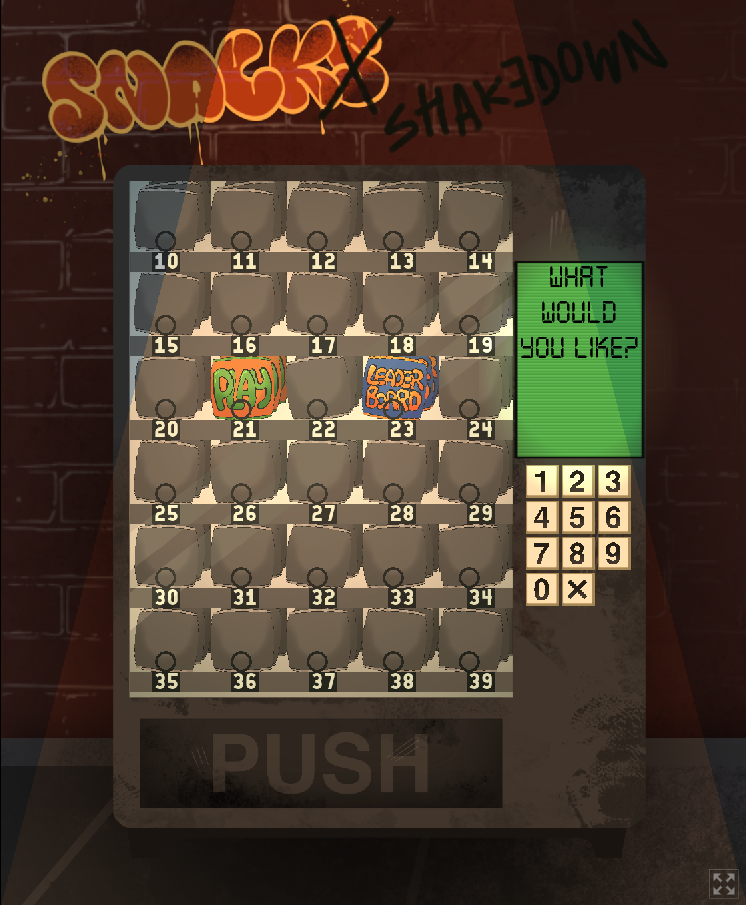 SNACKS
SHAKEDOWN
10 11 12 13 14
WHAT
WOULD
YOU LIKE?
15 16 17 18 19
PLAY!
LEADER
BOARD
20 21 22 23 24
25 26 27 28 29
1 2 3
4 5 6
7 8 9
0 ×
30 31 32 33 34
35 36 37 38 39
PUSH